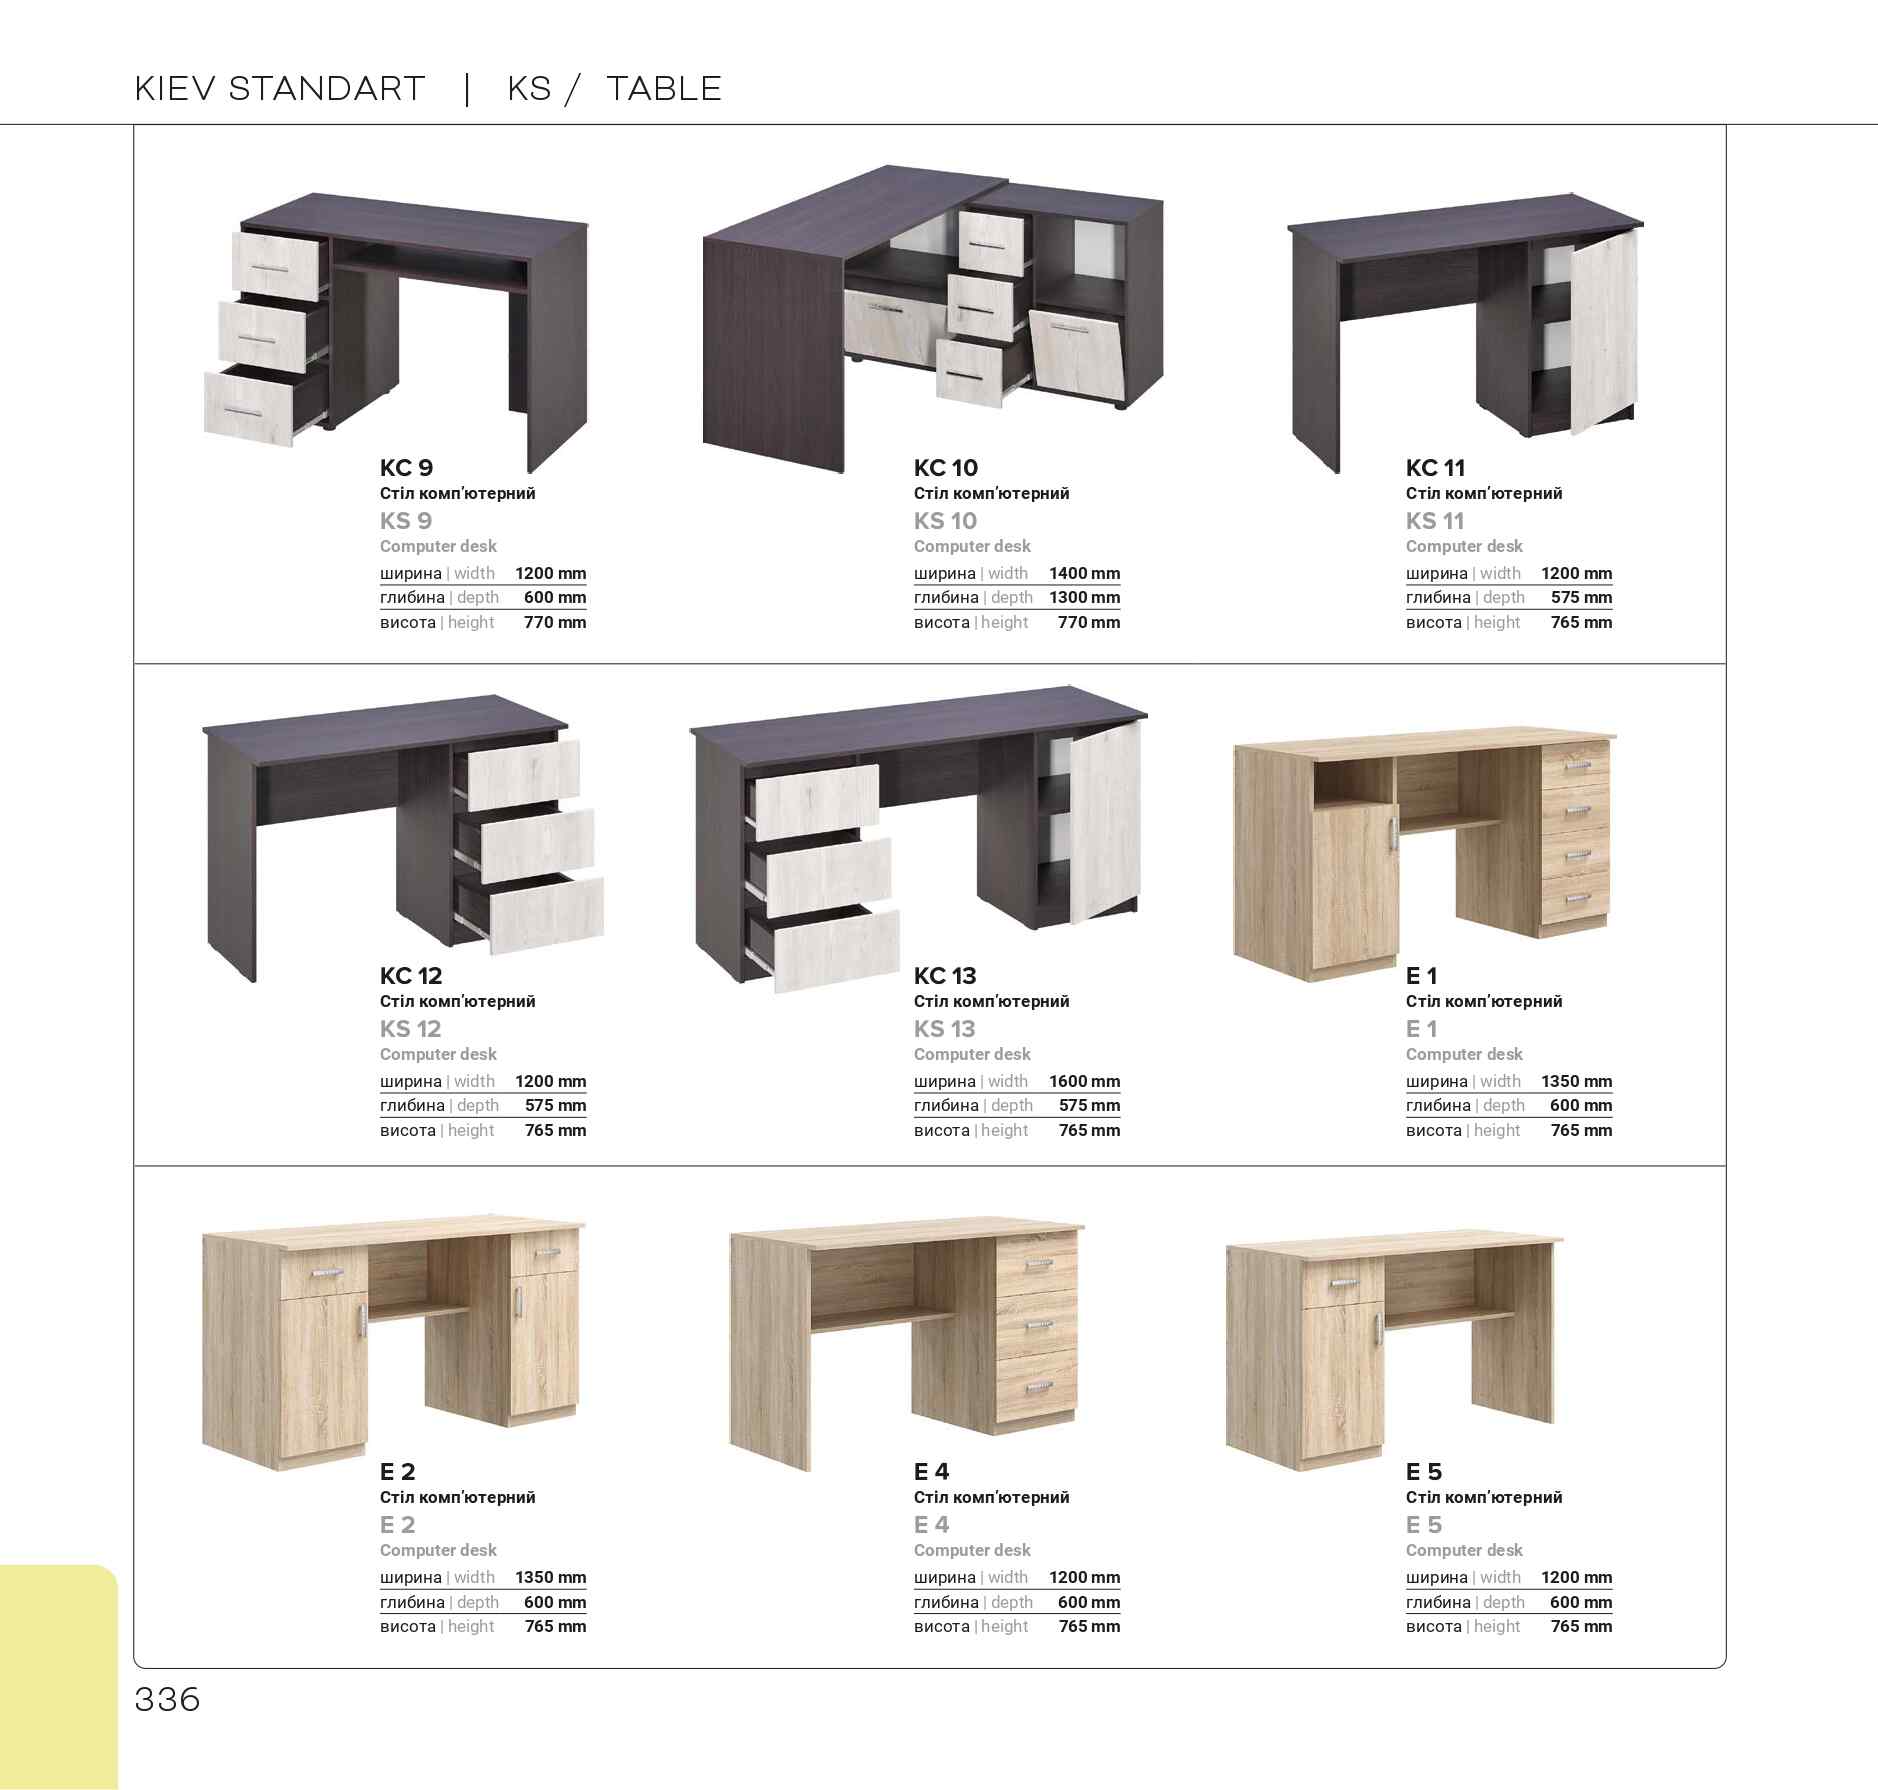 KIEV STANDART | KS / TABLE
КС 9
Стіл комп'ютерний
KS 9
Computer desk
ширина | width 1200 mm
глибина | depth 600 mm
висота | height 770 mm
КС 10
Стіл комп'ютерний
KS 10
Computer desk
ширина | width 1400 mm
глибина | depth 1300 mm
висота | height 770 mm
КС 11
Стіл комп'ютерний
KS 11
Computer desk
ширина | width 1200 mm
глибина | depth 575 mm
висота | height 765 mm
КС 12
Стіл комп'ютерний
KS 12
Computer desk
ширина | width 1200 mm
глибина | depth 575 mm
висота | height 765 mm
КС 13
Стіл комп'ютерний
KS 13
Computer desk
ширина | width 1600 mm
глибина | depth 575 mm
висота | height 765 mm
Е 1
Стіл комп'ютерний
E 1
Computer desk
ширина | width 1350 mm
глибина | depth 600 mm
висота | height 765 mm
Е 2
Стіл комп'ютерний
E 2
Computer desk
ширина | width 1350 mm
глибина | depth 600 mm
висота | height 765 mm
Е 4
Стіл комп'ютерний
E 4
Computer desk
ширина | width 1200 mm
глибина | depth 600 mm
висота | height 765 mm
Е 5
Стіл комп'ютерний
E 5
Computer desk
ширина | width 1200 mm
глибина | depth 600 mm
висота | height 765 mm
336